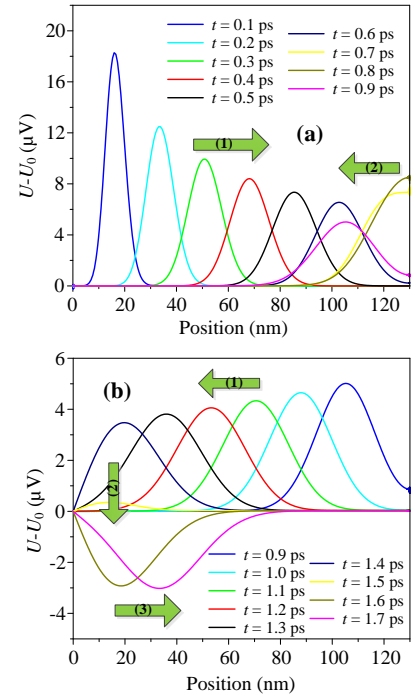 20
16
12
8
4
0
U-U₀ (μV)
t = 0.1 ps
t = 0.2 ps
t = 0.3 ps
t = 0.4 ps
t = 0.5 ps
t = 0.6 ps
t = 0.7 ps
t = 0.8 ps
t = 0.9 ps
(1)
(a)
(2)
0 20 40 60 80 100 120
Position (nm)
6
4
2
0
-2
-4
U-U₀ (μV)
(b)
(1)
(2)
(3)
t = 0.9 ps
t = 1.0 ps
t = 1.1 ps
t = 1.2 ps
t = 1.3 ps
t = 1.4 ps
t = 1.5 ps
t = 1.6 ps
t = 1.7 ps
0 20 40 60 80 100 120
Position (nm)